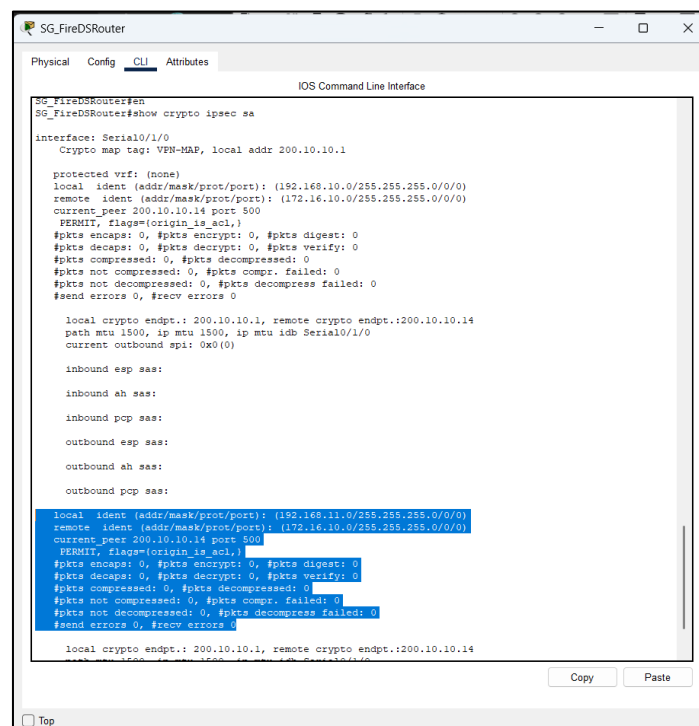 SG_FireDSRouter
Physical Config CLI Attributes
IOS Command Line Interface
SG_FireDSRouter#en
SG_FireDSRouter#show crypto ipsec sa
interface: Serial0/1/0
Crypto map tag: VPN-MAP, local addr 200.10.10.1
protected vrf: (none)
local ident (addr/mask/prot/port): (192.168.10.0/255.255.255.0/0/0)
remote ident (addr/mask/prot/port): (172.16.10.0/255.255.255.0/0/0)
current_peer 200.10.10.14 port 500
PERMIT, flags={origin_is_acl,}
#pkts encaps: 0, #pkts encrypt: 0, #pkts digest: 0
#pkts decaps: 0, #pkts decrypt: 0, #pkts verify: 0
#pkts compressed: 0, #pkts decompressed: 0
#pkts not compressed: 0, #pkts compr. failed: 0
#pkts not decompressed: 0, #pkts decompress failed: 0
#send errors 0, #recv errors 0
local crypto endpt.: 200.10.10.1, remote crypto endpt.:200.10.10.14
path mtu 1500, ip mtu 1500, ip mtu idb Serial0/1/0
current outbound spi: 0x0(0)
inbound esp sas:
inbound ah sas:
inbound pcp sas:
outbound esp sas:
outbound ah sas:
outbound pcp sas:
local ident (addr/mask/prot/port): (192.168.11.0/255.255.255.0/0/0)
remote ident (addr/mask/prot/port): (172.16.10.0/255.255.255.0/0/0)
current_peer 200.10.10.14 port 500
PERMIT, flags={origin_is_acl,}
#pkts encaps: 0, #pkts encrypt: 0, #pkts digest: 0
#pkts decaps: 0, #pkts decrypt: 0, #pkts verify: 0
#pkts compressed: 0, #pkts decompressed: 0
#pkts not compressed: 0, #pkts compr. failed: 0
#pkts not decompressed: 0, #pkts decompress failed: 0
#send errors 0, #recv errors 0
local crypto endpt.: 200.10.10.1, remote crypto endpt.:200.10.10.14
path mtu 1500, ip mtu 1500, ip mtu idb Serial0/1/0
Copy Paste
Top